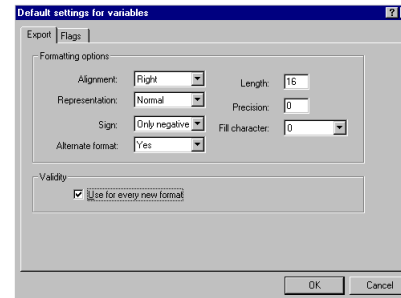 Default settings for variables ?
Export Flags
Formatting options
Alignment: Right Length: 16
Representation: Normal Precision: 0
Sign: Only negative Fill character: 0
Alternate format: Yes
Validity
Use for every new format
OK Cancel